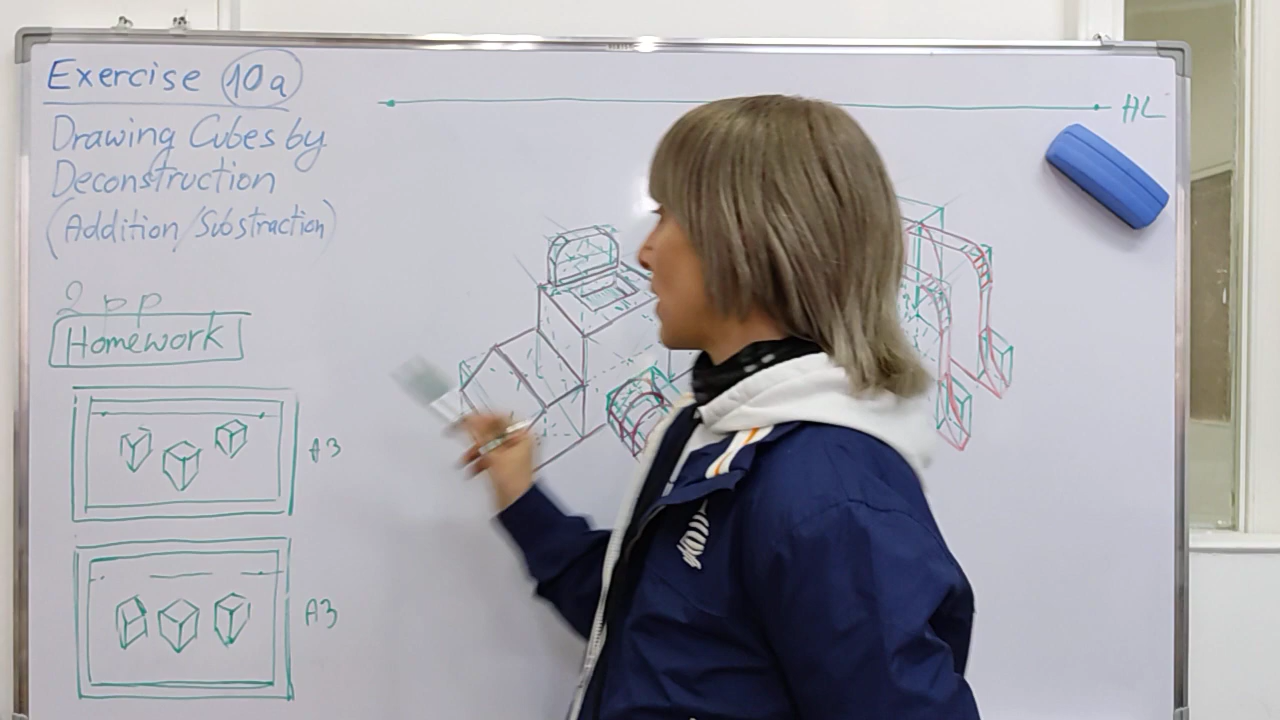 Exercise 10a
Drawing Cubes by
Deconstruction
(Addition/Substraction)
2 pp
Homework
A3
A3
HL